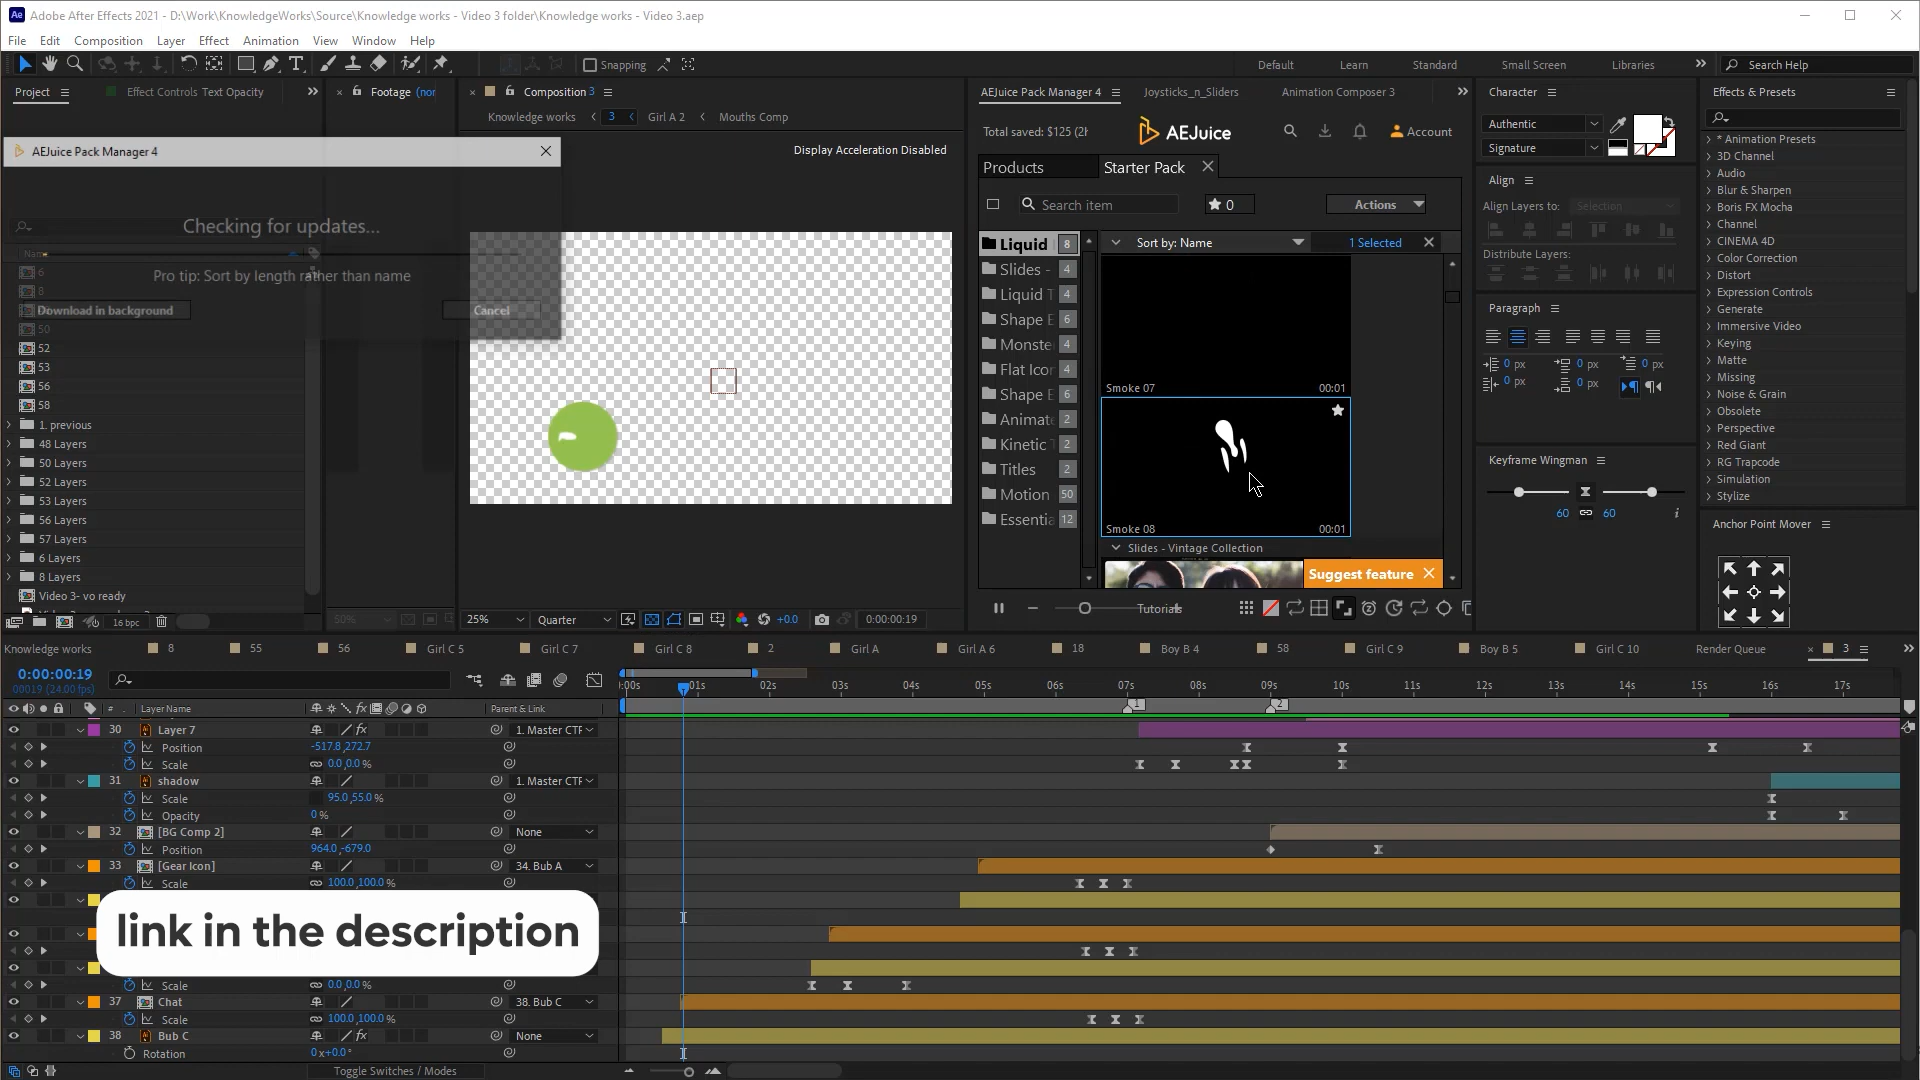 Adobe After Effects 2021 - D:\Work\KnowledgeWorks\Source\Knowledge works - Video 3 folder\Knowledge works - Video 3.aep
File Edit Composition Layer Effect Animation View Window Help
Snapping
Default Learn Standard Small Screen Libraries
Search Help
Project
Effect Controls Text Opacity
Footage (nor
Composition 3
Knowledge works 3 Girl A 2 Mouths Comp
Display Acceleration Disabled
AEJuice Pack Manager 4
Checking for updates...
Pro tip: Sort by length rather than name
Download in background
Cancel
Name
6
8
50
52
53
56
58
1. previous
48 Layers
50 Layers
52 Layers
53 Layers
56 Layers
57 Layers
6 Layers
8 Layers
Video 3- vo ready
16 bpc
50%
25%
Quarter
+0.0
0:00:00:19
AEJuice Pack Manager 4
Joysticks_n_Sliders
Animation Composer 3
Total saved: $125 (2h
AEJuice
Account
Products
Starter Pack
Search item
0
Actions
Sort by: Name
1 Selected
Liquid 8
Slides - 4
Liquid T 4
Shape E 6
Monste 4
Flat Icor 4
Shape E 6
Animat 2
Kinetic 2
Titles 2
Motion 50
Essentia 12
Smoke 07 00:01
Smoke 08 00:01
Slides - Vintage Collection
Suggest feature
Tutorials
Character
Authentic
Signature
Align
Align Layers to: Selection
Distribute Layers:
Paragraph
0 px 0 px 0 px
0 px 0 px
Keyframe Wingman
60 60
Effects & Presets
* Animation Presets
3D Channel
Audio
Blur & Sharpen
Boris FX Mocha
Channel
CINEMA 4D
Color Correction
Distort
Expression Controls
Generate
Immersive Video
Keying
Matte
Missing
Noise & Grain
Obsolete
Perspective
Red Giant
RG Trapcode
Simulation
Stylize
Anchor Point Mover
Knowledge works 8 55 56 Girl C 5 Girl C 7 Girl C 8 2 Girl A Girl A 6 18 Boy B 4 58 Girl C 9 Boy B 5 Girl C 10 Render Queue 3
0:00:00:19
00019 (24.00 fps)
:00s 01s 02s 03s 04s 05s 06s 07s 08s 09s 10s 11s 12s 13s 14s 15s 16s 17s
# Layer Name Parent & Link
1 2
30 Layer 7 1. Master CTF
Position -517.8,272.7
Scale 0.0,0.0 %
31 shadow 1. Master CTF
Scale 95.0,55.0 %
Opacity 0 %
32 [BG Comp 2] None
Position 964.0,-679.0
33 [Gear Icon] 34. Bub A
Scale 100.0,100.0 %
link in the description
Scale 0.0,0.0 %
37 Chat 38. Bub C
Scale 100.0,100.0 %
38 Bub C None
Rotation 0x+0.0°
Toggle Switches / Modes